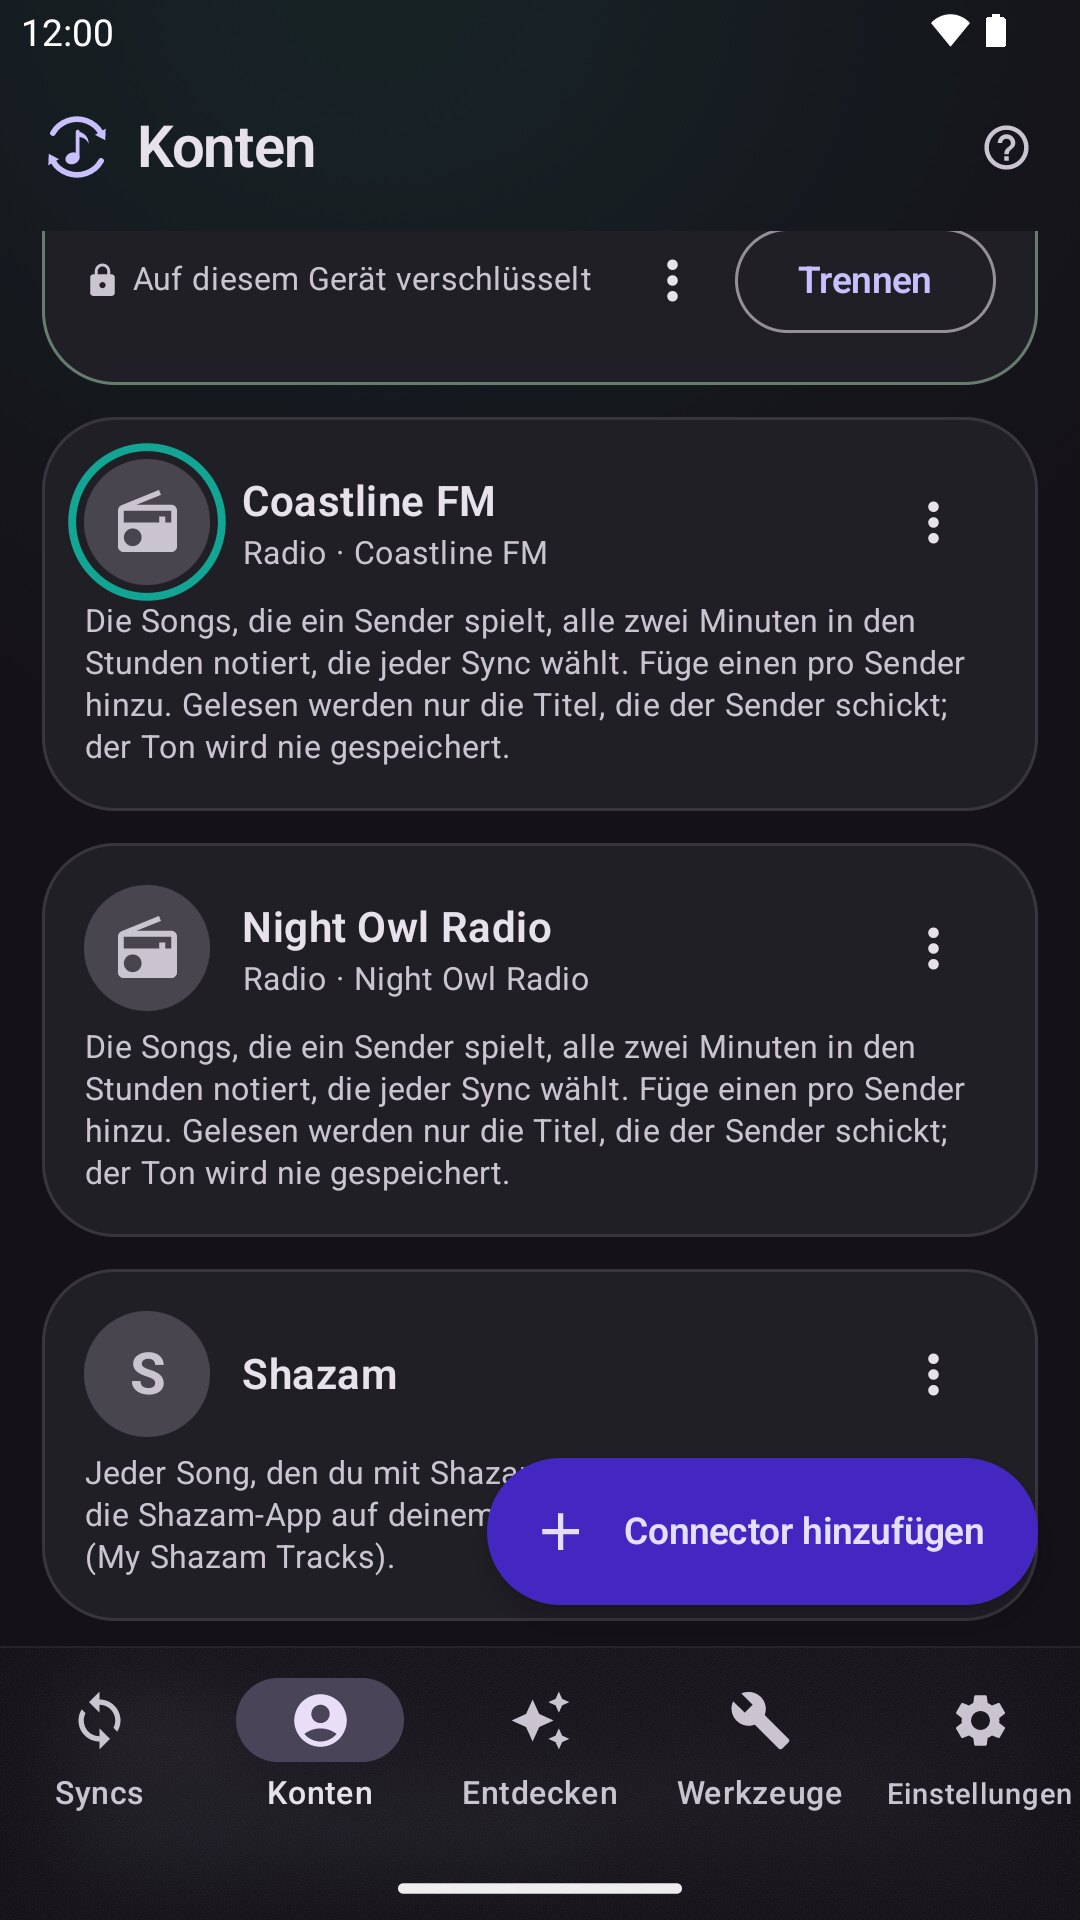 12:00
Konten
Auf diesem Gerät verschlüsselt
Trennen
Coastline FM
Radio · Coastline FM
Die Songs, die ein Sender spielt, alle zwei Minuten in den
Stunden notiert, die jeder Sync wählt. Füge einen pro Sender
hinzu. Gelesen werden nur die Titel, die der Sender schickt;
der Ton wird nie gespeichert.
Night Owl Radio
Radio · Night Owl Radio
Die Songs, die ein Sender spielt, alle zwei Minuten in den
Stunden notiert, die jeder Sync wählt. Füge einen pro Sender
hinzu. Gelesen werden nur die Titel, die der Sender schickt;
der Ton wird nie gespeichert.
S
Shazam
Jeder Song, den du mit
die Shazam-App auf deinem
(My Shazam Tracks).
Connector hinzufügen
Syncs
Konten
Entdecken
Werkzeuge
Einstellungen